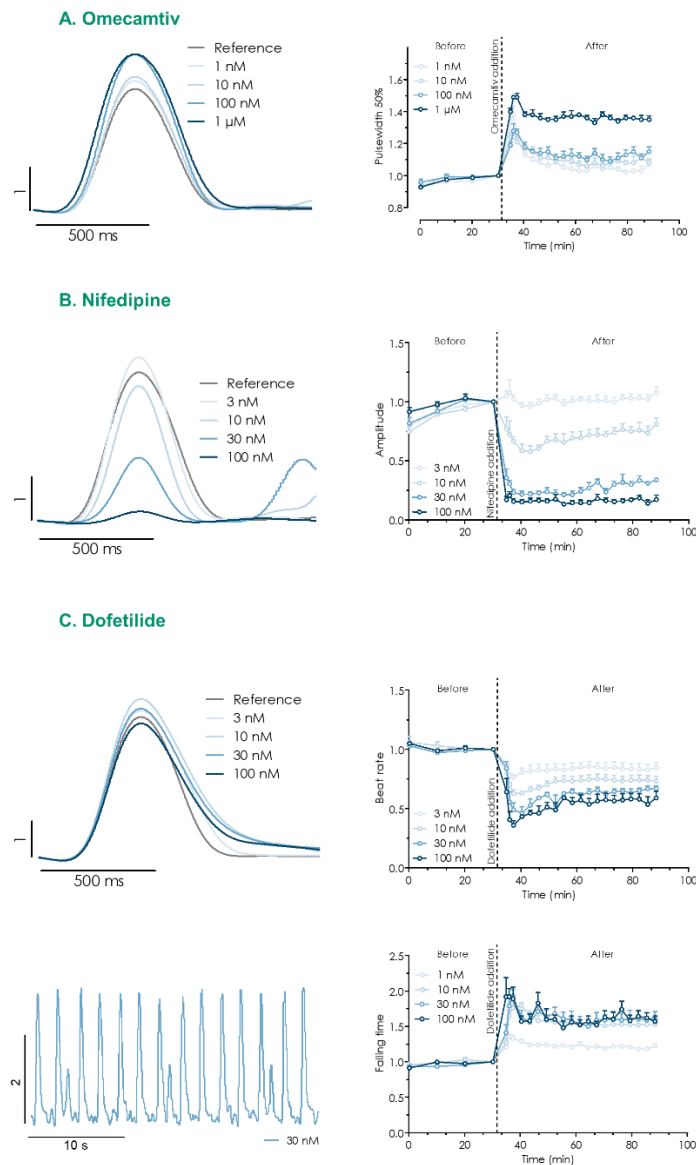 A. Omecamtiv
Reference
1 nM
10 nM
100 nM
1 µM
1
500 ms
Before
After
1 nM
10 nM
100 nM
1 µM
Omecamtiv addition
Pulsewidth 50%
1.6
1.4
1.2
1.0
0.8
0
20
40
60
80
100
Time (min)
B. Nifedipine
Reference
3 nM
10 nM
30 nM
100 nM
1
500 ms
Before
After
1.5
1.0
0.5
0.0
Amplitude
Nifedipine addition
3 nM
10 nM
30 nM
100 nM
0
20
40
60
80
100
Time (min)
C. Dofetilide
Reference
3 nM
10 nM
30 nM
100 nM
1
500 ms
Before
After
1.5
1.0
0.5
0.0
Beat rate
Dofetilide addition
3 nM
10 nM
30 nM
100 nM
0
20
40
60
80
100
Time (min)
2
10 s
30 nM
Before
After
2.5
2.0
1.5
1.0
0.5
0.0
Falling time
Dofetilide addition
1 nM
10 nM
30 nM
100 nM
0
20
40
60
80
100
Time (min)